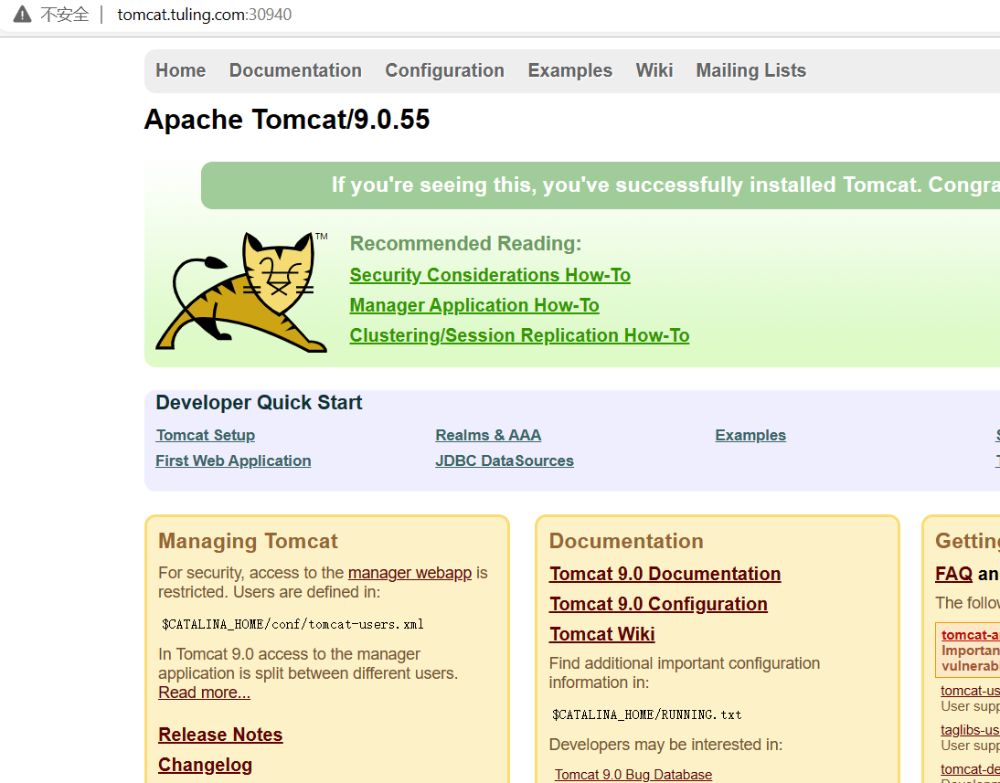 不安全 | tomcat.tuling.com:30940
Home Documentation Configuration Examples Wiki Mailing Lists
Apache Tomcat/9.0.55
If you're seeing this, you've successfully installed Tomcat. Congra
TM
Recommended Reading:
Security Considerations How-To
Manager Application How-To
Clustering/Session Replication How-To
Developer Quick Start
Tomcat Setup
First Web Application
Realms & AAA
JDBC DataSources
Examples
Managing Tomcat
For security, access to the manager webapp is
restricted. Users are defined in:
$CATALINA_HOME/conf/tomcat-users.xml
In Tomcat 9.0 access to the manager
application is split between different users.
Read more...
Release Notes
Changelog
Documentation
Tomcat 9.0 Documentation
Tomcat 9.0 Configuration
Tomcat Wiki
Find additional important configuration
information in:
$CATALINA_HOME/RUNNING.txt
Developers may be interested in:
Tomcat 9.0 Bug Database
Getting
FAQ an
The follow
tomcat-a
Importan
vulnerabi
tomcat-us
User supp
taglibs-us
User supp
tomcat-de